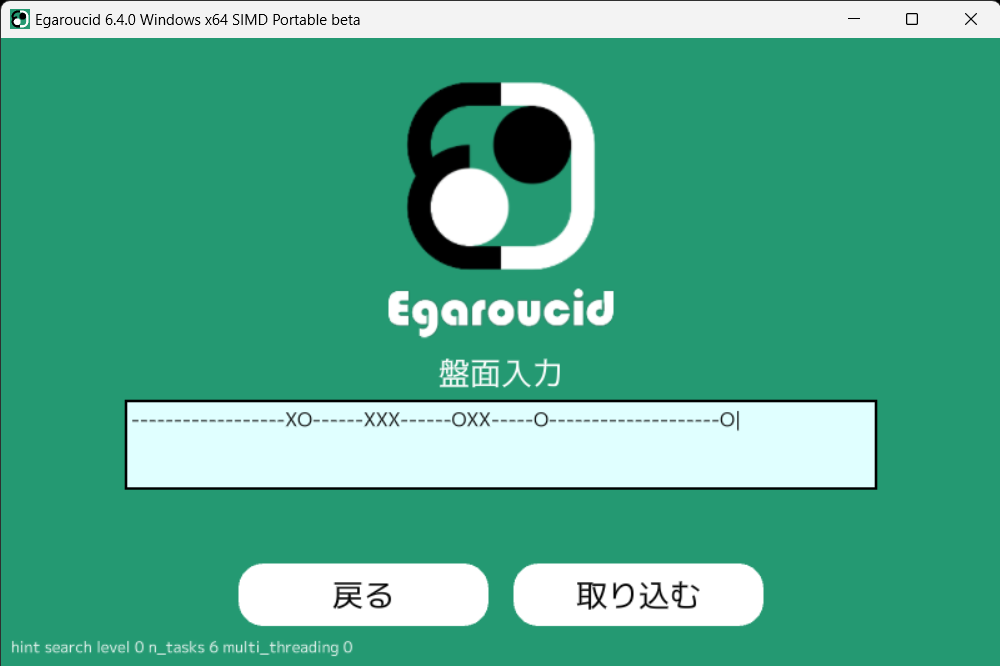 Egaroucid 6.4.0 Windows x64 SIMD Portable beta
Egaroucid
盤面入力
------------------XO------XXX------OXX-----O--------------------O
戻る 取り込む
hint search level 0 n_tasks 6 multi_threading 0